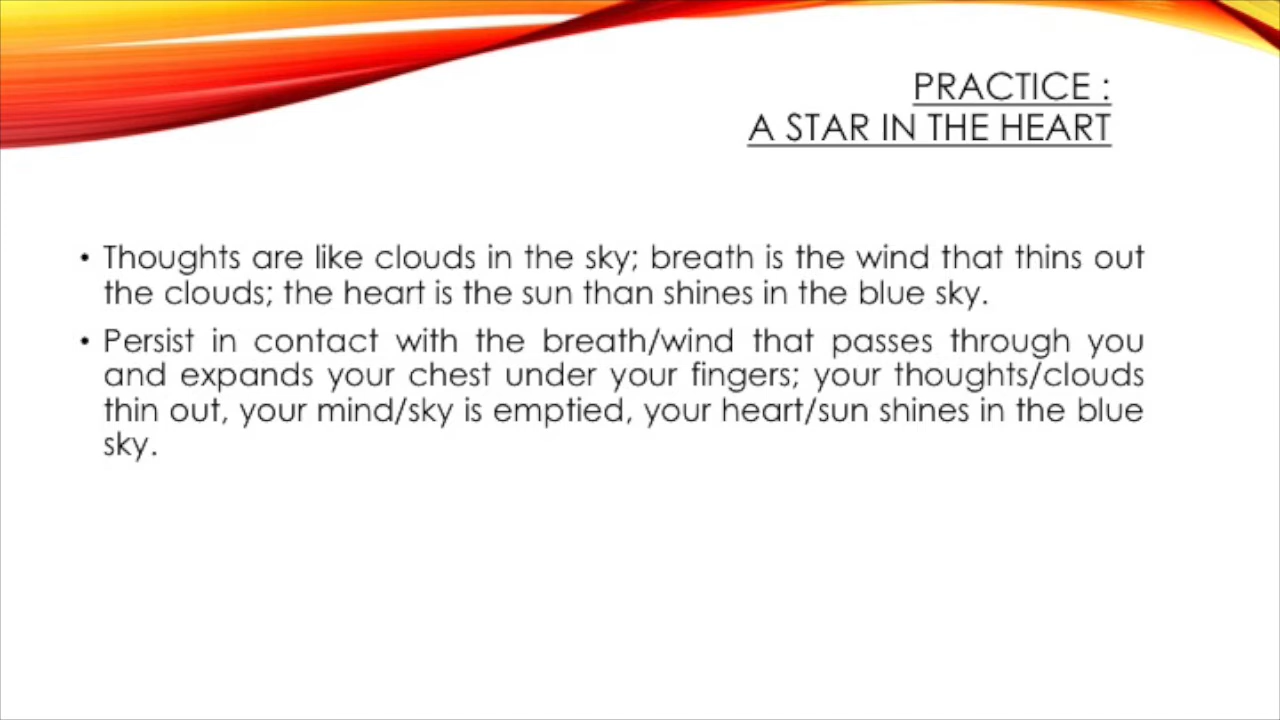 PRACTICE :
A STAR IN THE HEART
• Thoughts are like clouds in the sky; breath is the wind that thins out
the clouds; the heart is the sun than shines in the blue sky.
• Persist in contact with the breath/wind that passes through you
and expands your chest under your fingers; your thoughts/clouds
thin out, your mind/sky is emptied, your heart/sun shines in the blue
sky.